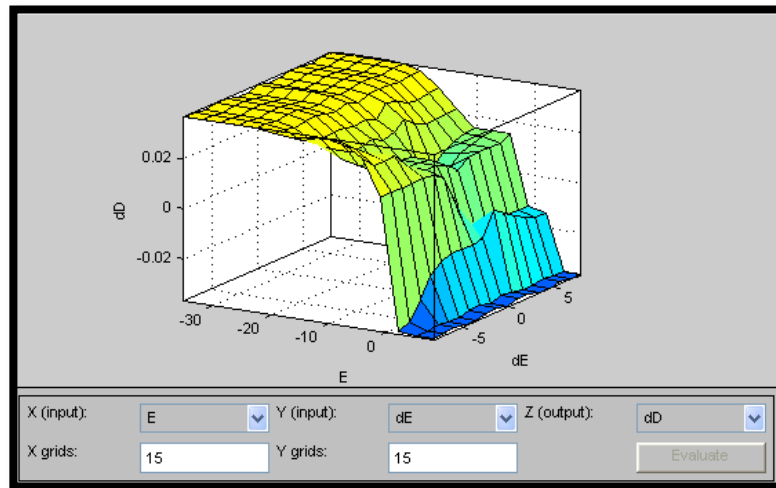 0.02
0
-0.02
dD
-30
-20
-10
0
E
-5
0
5
dE
X (input):
E
Y (input):
dE
Z (output):
dD
X grids:
15
Y grids:
15
Evaluate